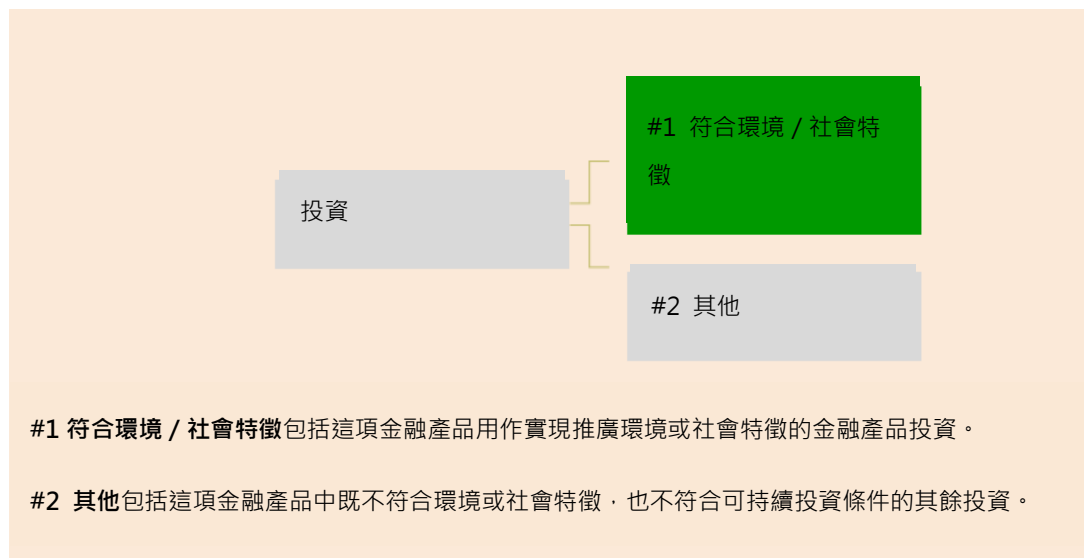 #1 符合環境 / 社會特
徵
投資
#2 其他
#1 符合環境 / 社會特徵包括這項金融產品用作實現推廣環境或社會特徵的金融產品投資。
#2 其他包括這項金融產品中既不符合環境或社會特徵，也不符合可持續投資條件的其餘投資。